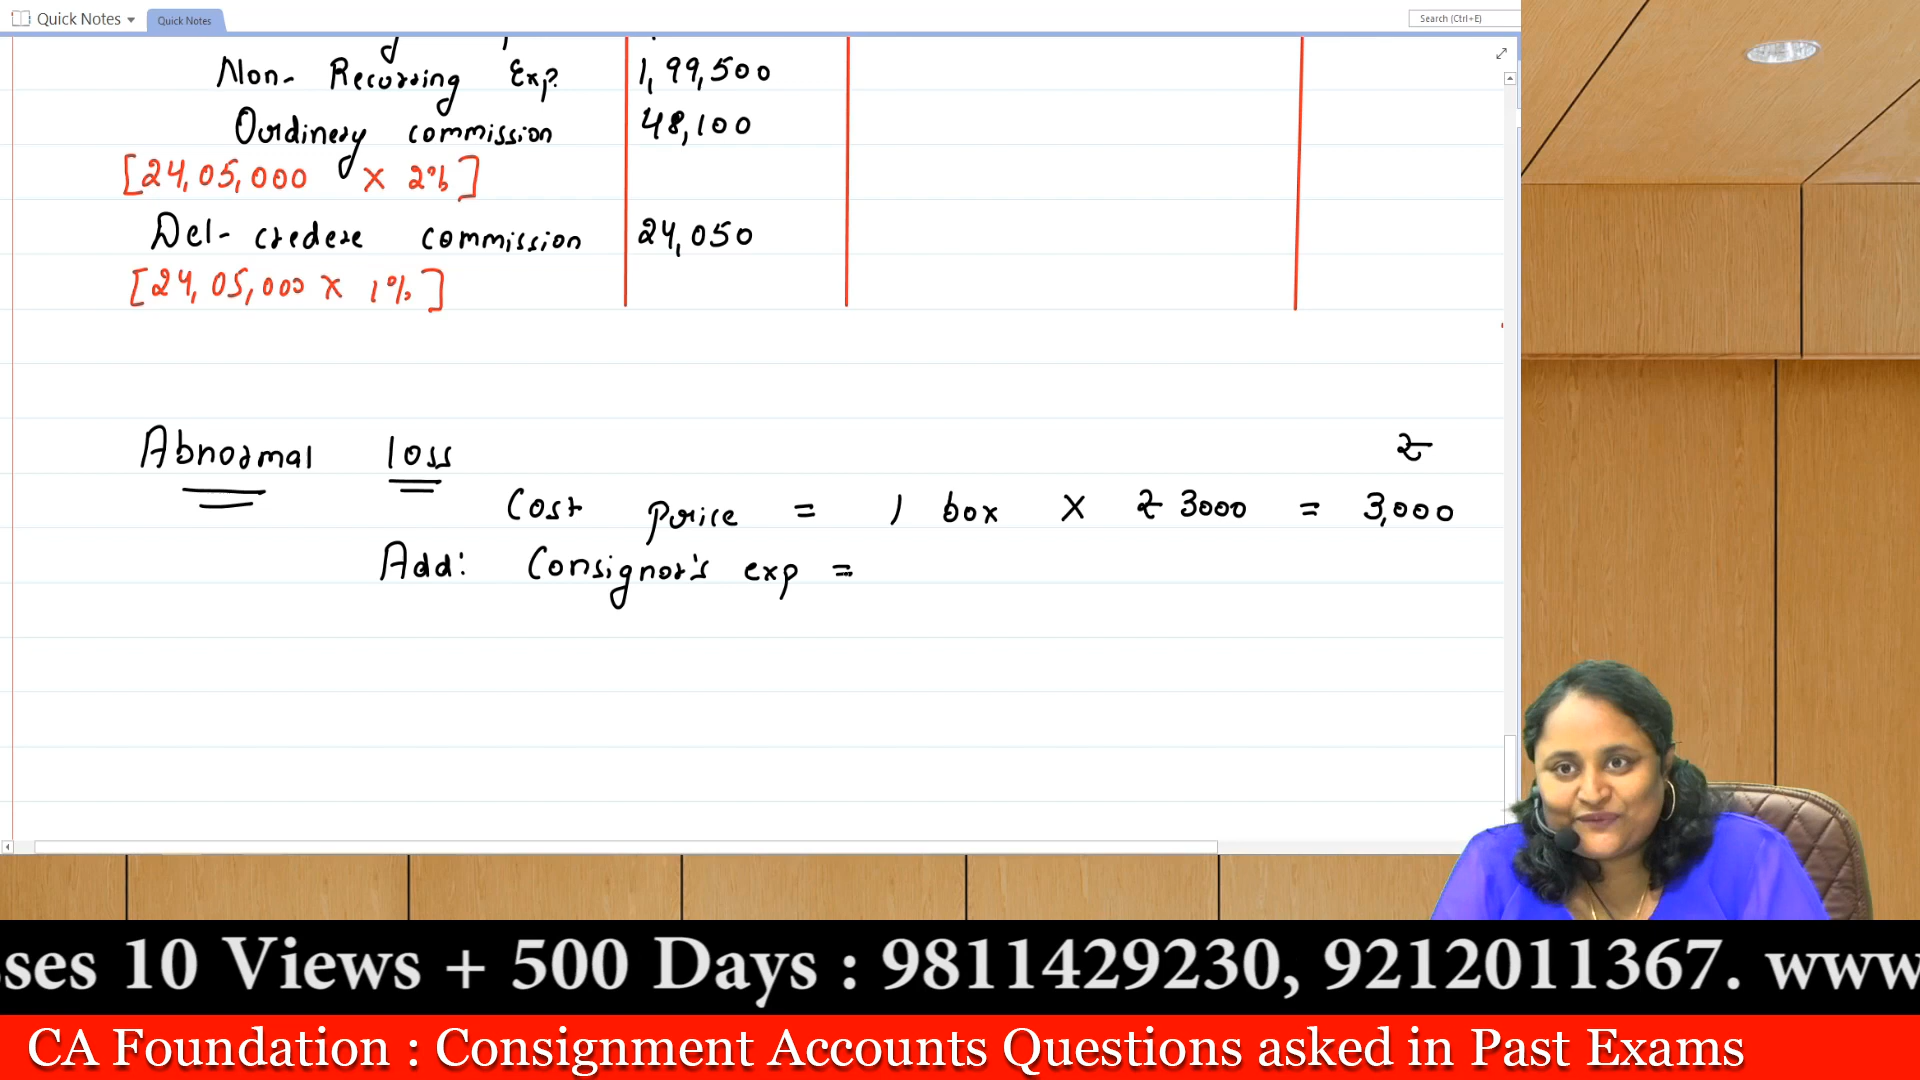 Quick Notes
Quick Notes
Search (Ctrl+E)
Non-Recurring Exp. 1,99,500
Ourdinery commission 48,100
[24,05,000 x 2%]
Del-credere commission 24,050
[24,05,000 x 1%]
Abnormal loss ₹
Cost price = 1 box x ₹ 3000 = 3,000
Add: Consignor's exp =
sses 10 Views + 500 Days : 9811429230, 9212011367. www
CA Foundation : Consignment Accounts Questions asked in Past Exams